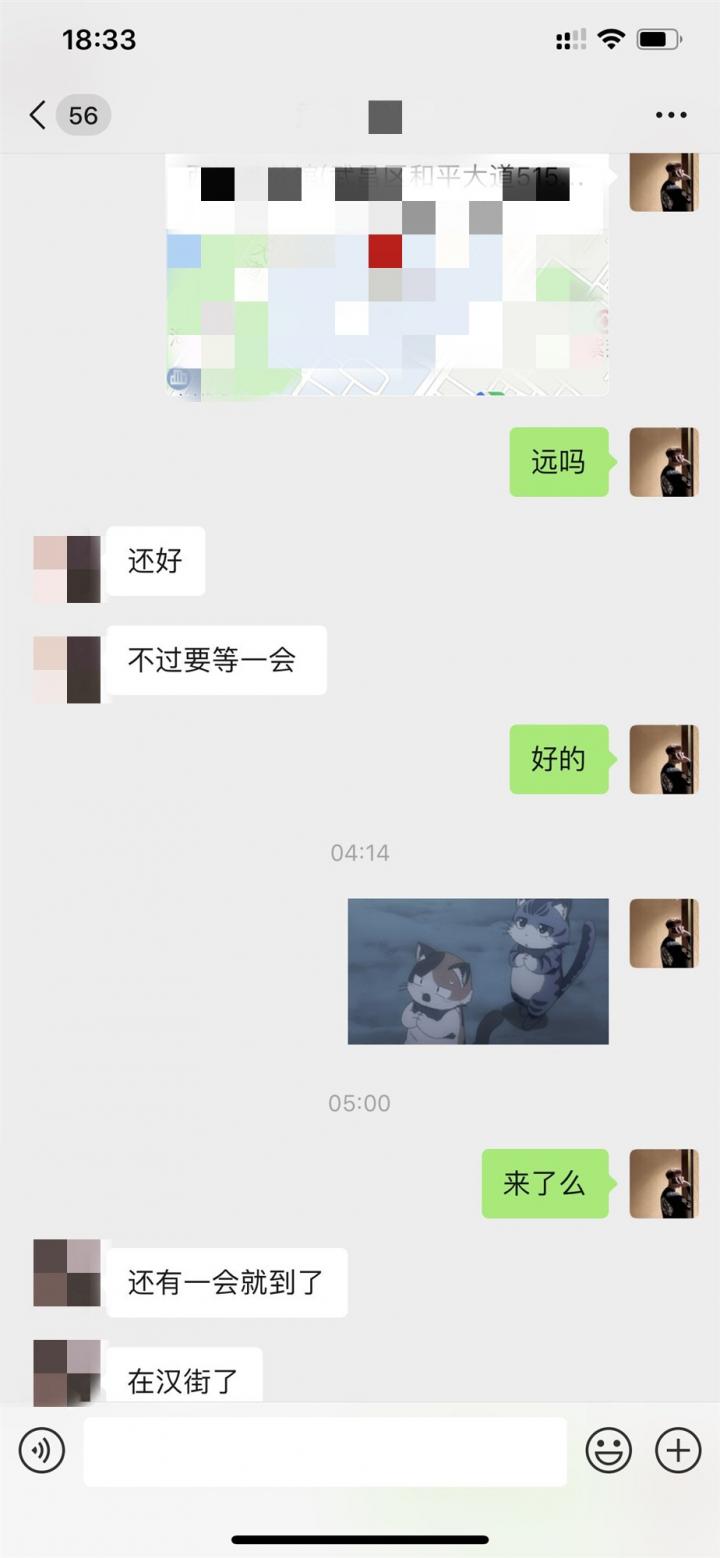 18:33
56
(武昌区和平大道515...
远吗
还好
不过要等一会
好的
04:14
05:00
来了么
还有一会就到了
在汉街了